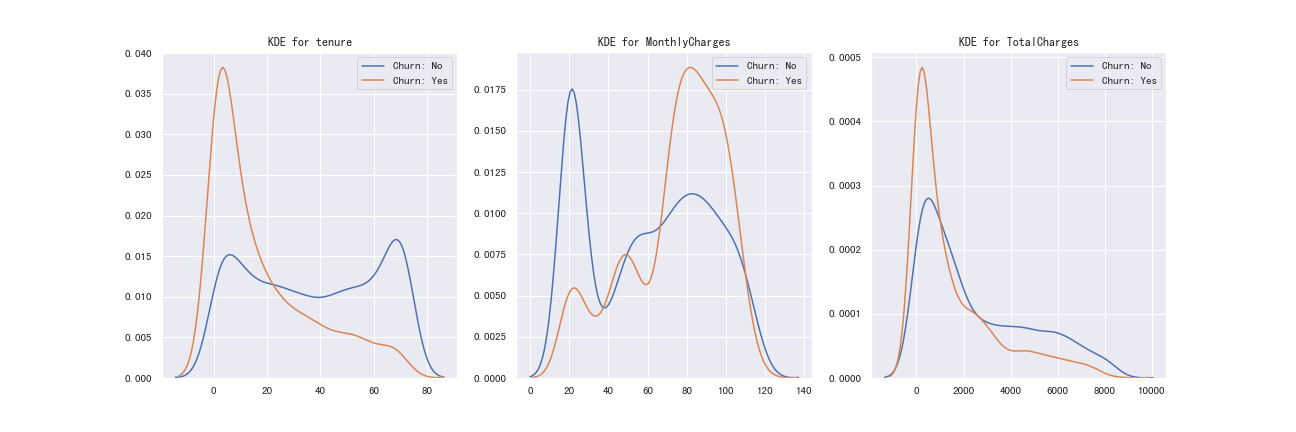 KDE for tenure
Churn: No
Churn: Yes
0. 040
0. 035
0. 030
0. 025
0. 020
0. 015
0. 010
0. 005
0. 000
0 20 40 60 80
KDE for MonthlyCharges
Churn: No
Churn: Yes
0. 0175
0. 0150
0. 0125
0. 0100
0. 0075
0. 0050
0. 0025
0. 0000
0 20 40 60 80 100 120 140
KDE for TotalCharges
Churn: No
Churn: Yes
0. 0005
0. 0004
0. 0003
0. 0002
0. 0001
0. 0000
0 2000 4000 6000 8000 10000